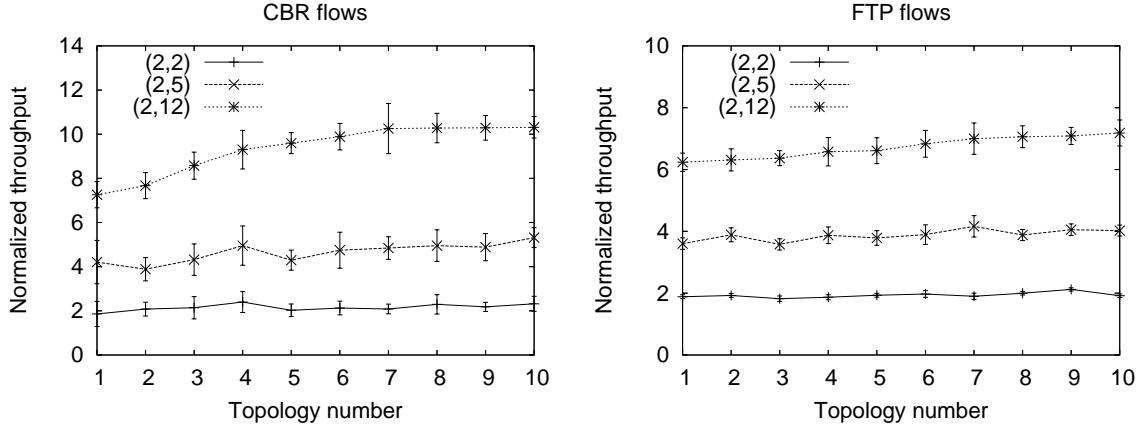 CBR flows
Normalized throughput
14
12
10
8
6
4
2
0
(2,2)
(2,5)
(2,12)
1 2 3 4 5 6 7 8 9 10
Topology number
FTP flows
Normalized throughput
10
8
6
4
2
0
(2,2)
(2,5)
(2,12)
1 2 3 4 5 6 7 8 9 10
Topology number